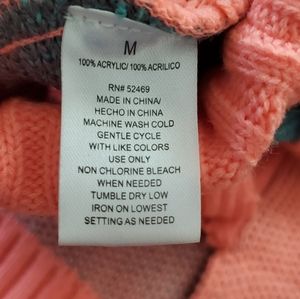 M
100% ACRYLIC/ 100% ACRILICO
RN# 52469
MADE IN CHINA/
HECHO IN CHINA
MACHINE WASH COLD
GENTLE CYCLE
WITH LIKE COLORS
USE ONLY
NON CHLORINE BLEACH
WHEN NEEDED
TUMBLE DRY LOW
IRON ON LOWEST
SETTING AS NEEDED